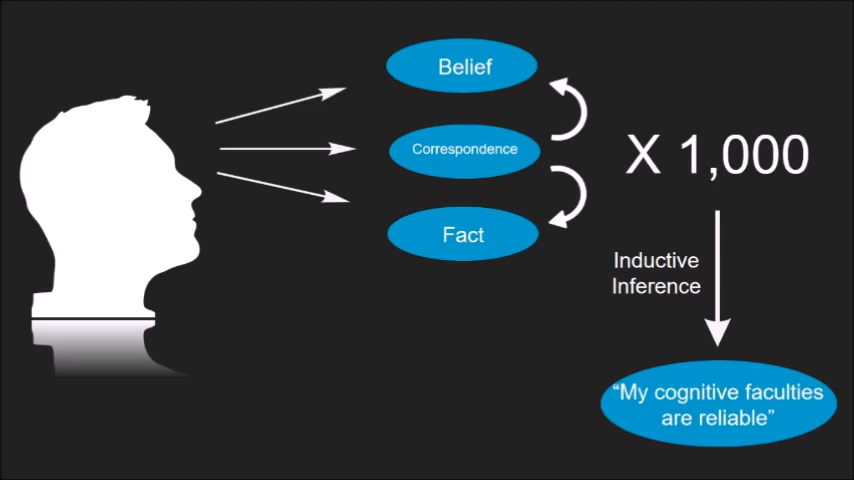 Belief
Correspondence
Fact
X 1,000
Inductive
Inference
“My cognitive faculties
are reliable”